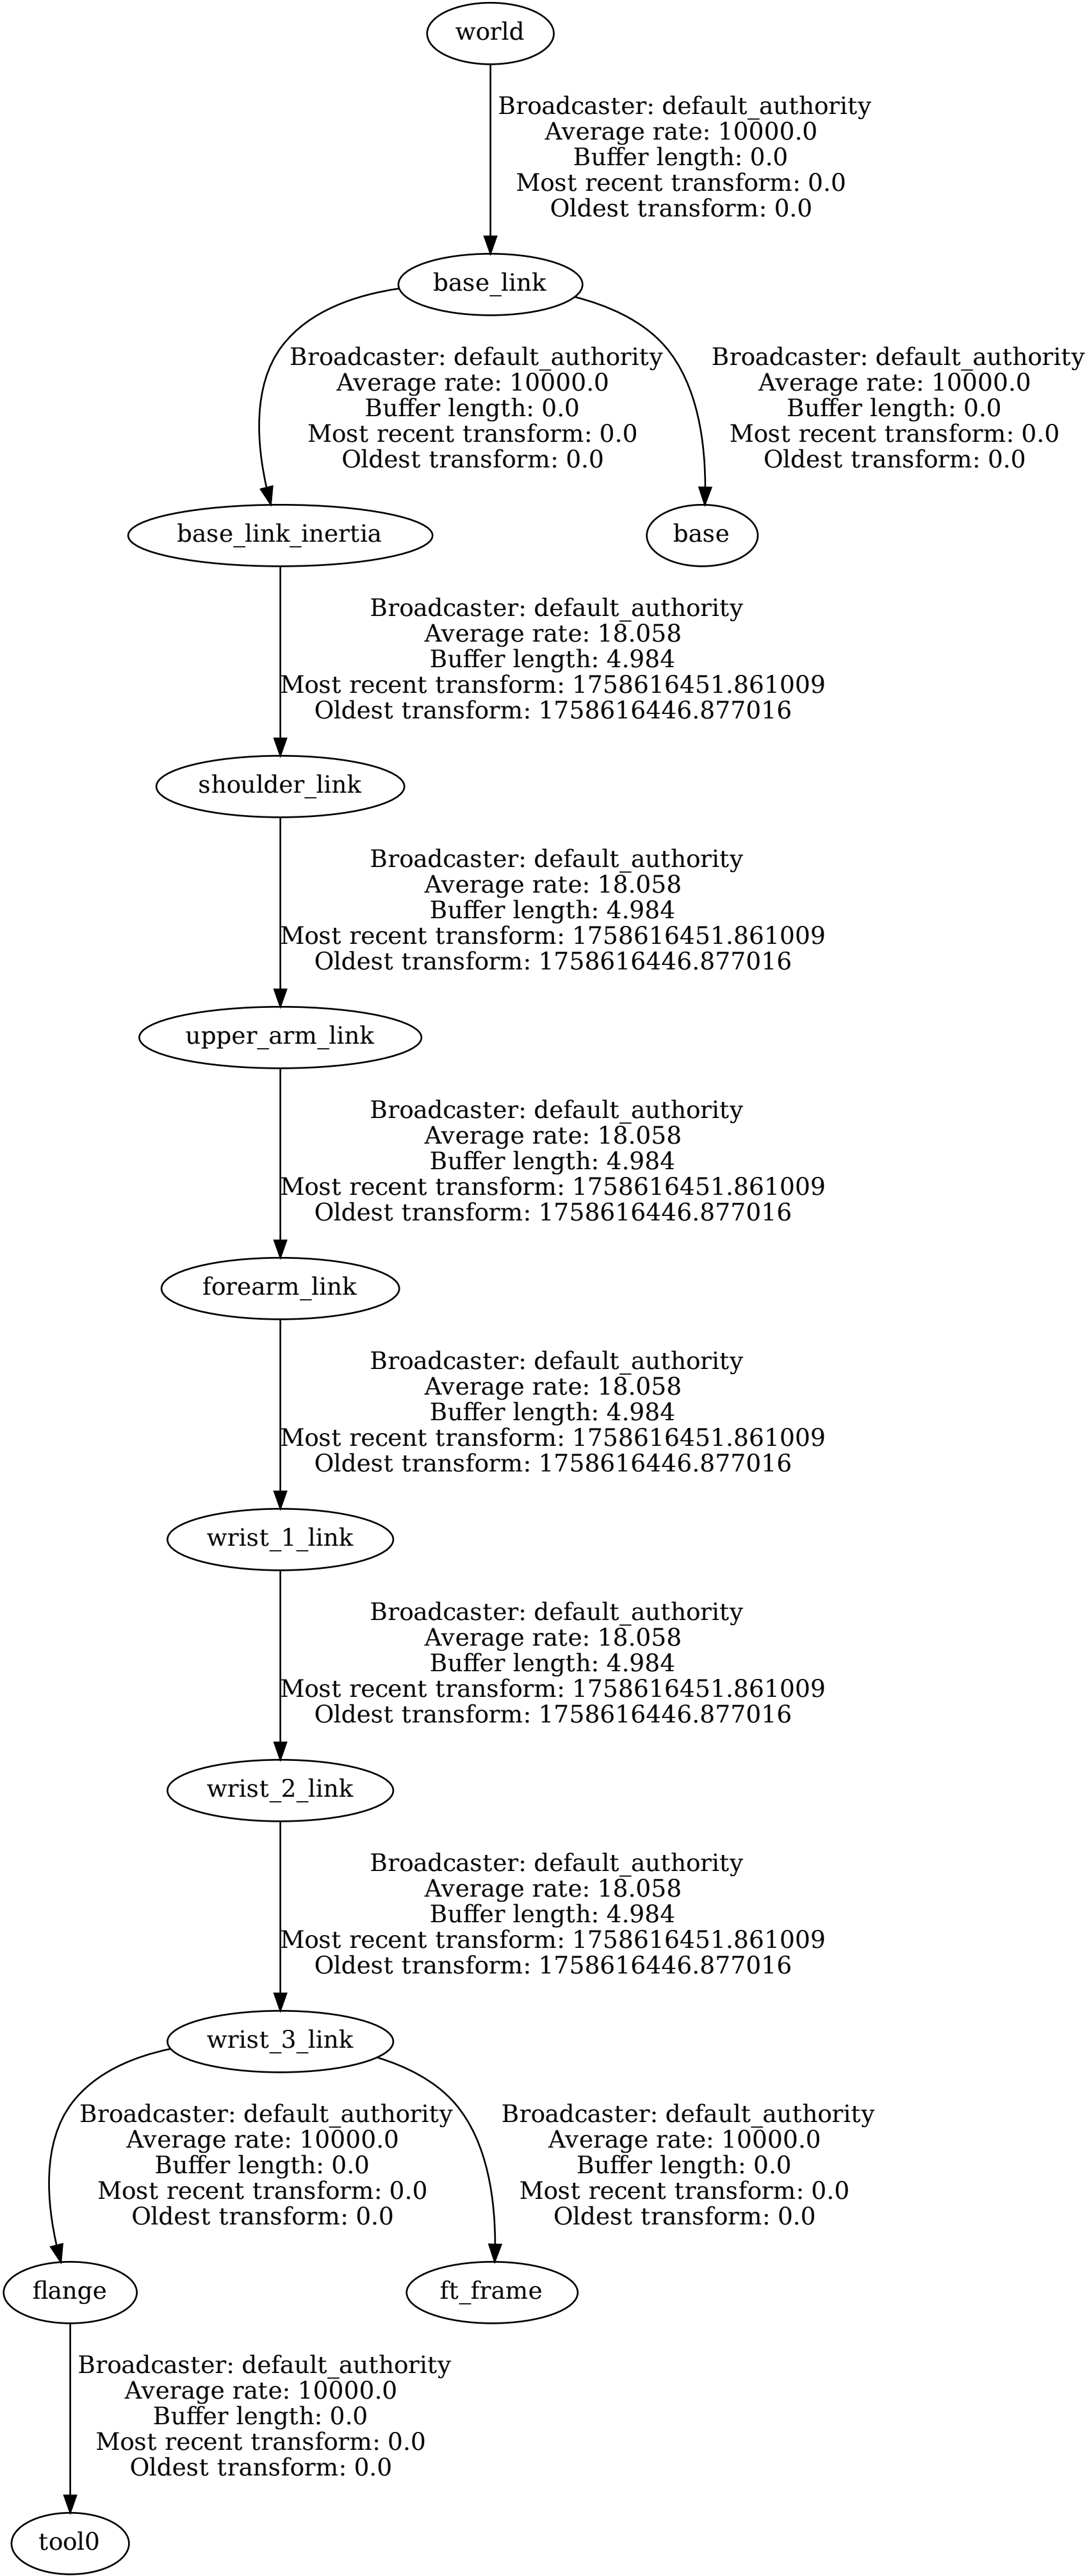 world
Broadcaster: default_authority
Average rate: 10000.0
Buffer length: 0.0
Most recent transform: 0.0
Oldest transform: 0.0
base_link
Broadcaster: default_authority
Average rate: 10000.0
Buffer length: 0.0
Most recent transform: 0.0
Oldest transform: 0.0
Broadcaster: default_authority
Average rate: 10000.0
Buffer length: 0.0
Most recent transform: 0.0
Oldest transform: 0.0
base_link_inertia
base
Broadcaster: default_authority
Average rate: 18.058
Buffer length: 4.984
Most recent transform: 1758616451.861009
Oldest transform: 1758616446.877016
shoulder_link
Broadcaster: default_authority
Average rate: 18.058
Buffer length: 4.984
Most recent transform: 1758616451.861009
Oldest transform: 1758616446.877016
upper_arm_link
Broadcaster: default_authority
Average rate: 18.058
Buffer length: 4.984
Most recent transform: 1758616451.861009
Oldest transform: 1758616446.877016
forearm_link
Broadcaster: default_authority
Average rate: 18.058
Buffer length: 4.984
Most recent transform: 1758616451.861009
Oldest transform: 1758616446.877016
wrist_1_link
Broadcaster: default_authority
Average rate: 18.058
Buffer length: 4.984
Most recent transform: 1758616451.861009
Oldest transform: 1758616446.877016
wrist_2_link
Broadcaster: default_authority
Average rate: 18.058
Buffer length: 4.984
Most recent transform: 1758616451.861009
Oldest transform: 1758616446.877016
wrist_3_link
Broadcaster: default_authority
Average rate: 10000.0
Buffer length: 0.0
Most recent transform: 0.0
Oldest transform: 0.0
Broadcaster: default_authority
Average rate: 10000.0
Buffer length: 0.0
Most recent transform: 0.0
Oldest transform: 0.0
flange
ft_frame
Broadcaster: default_authority
Average rate: 10000.0
Buffer length: 0.0
Most recent transform: 0.0
Oldest transform: 0.0
tool0